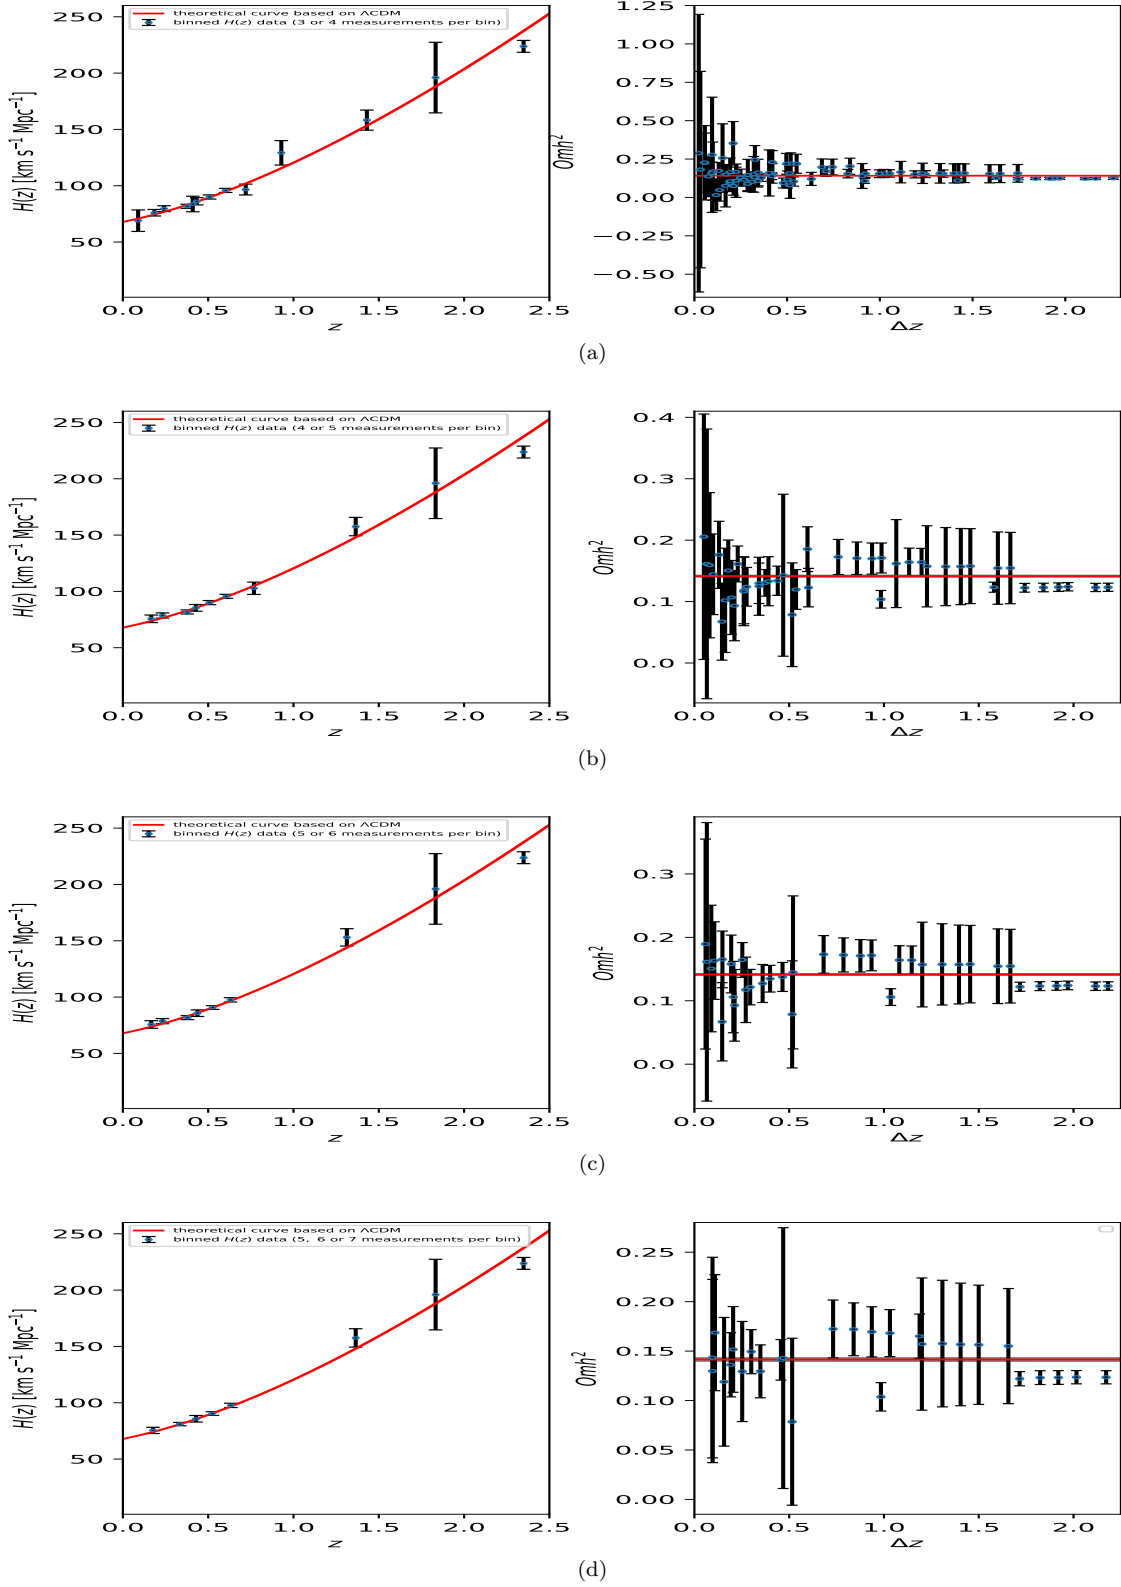 theoretical curve based on ΛCDM
binned H(z) data (3 or 4 measurements per bin)
H(z) [km s⁻¹ Mpc⁻¹]
250
200
150
100
50
0.0 0.5 1.0 1.5 2.0 2.5
z
Omh²
1.25
1.00
0.75
0.50
0.25
0.00
−0.25
−0.50
0.0 0.5 1.0 1.5 2.0
Δz
(a)
theoretical curve based on ΛCDM
binned H(z) data (4 or 5 measurements per bin)
H(z) [km s⁻¹ Mpc⁻¹]
250
200
150
100
50
0.0 0.5 1.0 1.5 2.0 2.5
z
Omh²
0.4
0.3
0.2
0.1
0.0
0.0 0.5 1.0 1.5 2.0
Δz
(b)
theoretical curve based on ΛCDM
binned H(z) data (5 or 6 measurements per bin)
H(z) [km s⁻¹ Mpc⁻¹]
250
200
150
100
50
0.0 0.5 1.0 1.5 2.0 2.5
z
Omh²
0.3
0.2
0.1
0.0
0.0 0.5 1.0 1.5 2.0
Δz
(c)
theoretical curve based on ΛCDM
binned H(z) data (5, 6 or 7 measurements per bin)
H(z) [km s⁻¹ Mpc⁻¹]
250
200
150
100
50
0.0 0.5 1.0 1.5 2.0 2.5
z
Omh²
0.25
0.20
0.15
0.10
0.05
0.00
0.0 0.5 1.0 1.5 2.0
Δz
(d)